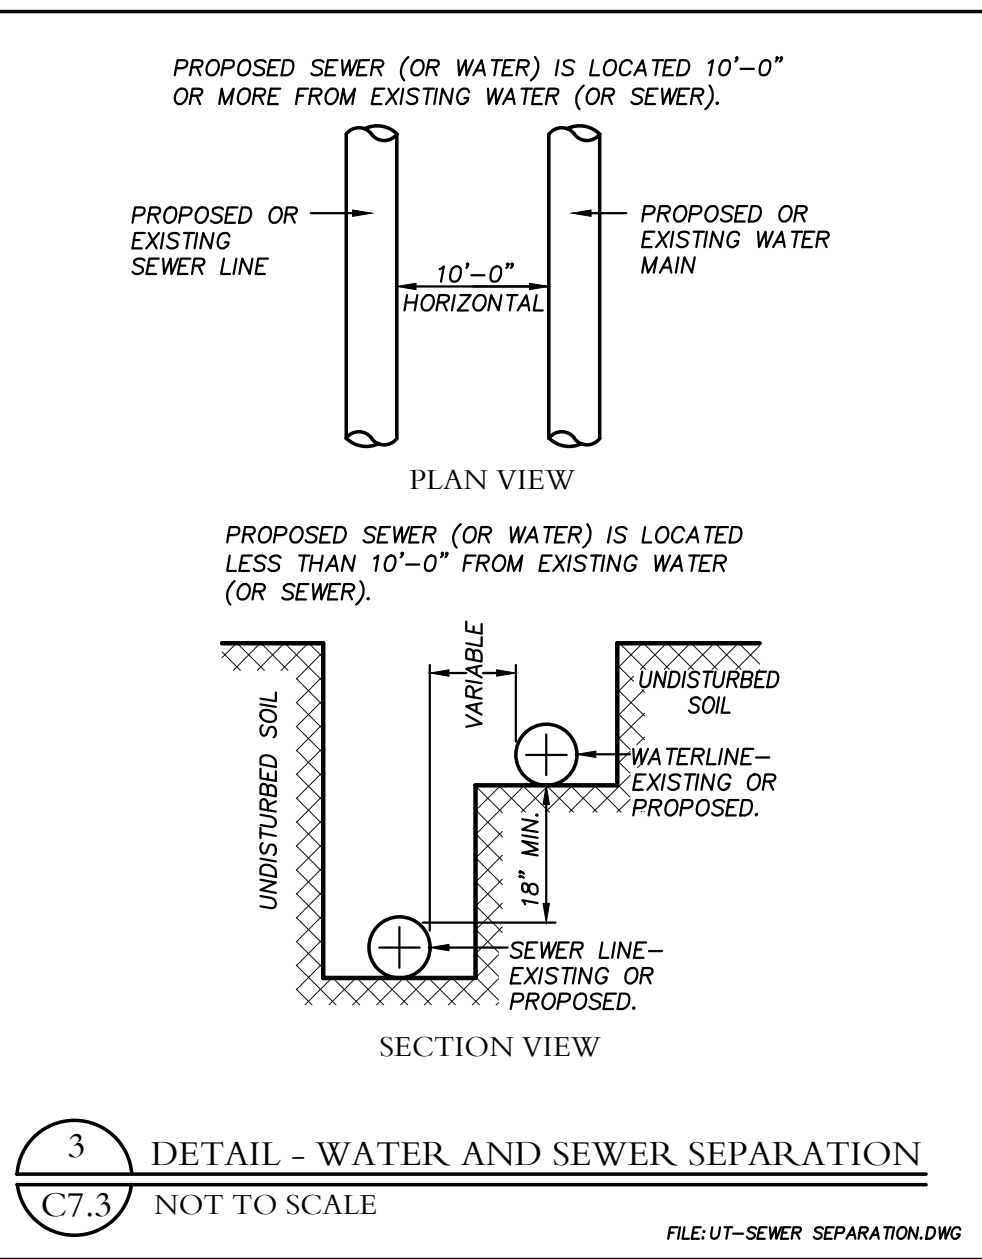 PROPOSED SEWER (OR WATER) IS LOCATED 10'-0"
OR MORE FROM EXISTING WATER (OR SEWER).
PROPOSED OR
EXISTING
SEWER LINE
10'-0"
HORIZONTAL
PROPOSED OR
EXISTING WATER
MAIN
PLAN VIEW
PROPOSED SEWER (OR WATER) IS LOCATED
LESS THAN 10'-0" FROM EXISTING WATER
(OR SEWER).
UNDISTURBED SOIL
VARIABLE
UNDISTURBED
SOIL
WATERLINE-
EXISTING OR
PROPOSED.
18" MIN.
SEWER LINE-
EXISTING OR
PROPOSED.
SECTION VIEW
3
DETAIL - WATER AND SEWER SEPARATION
C7.3
NOT TO SCALE
FILE: UT-SEWER SEPARATION.DWG